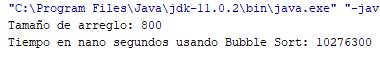 "C:\Program Files\Java\jdk-11.0.2\bin\java.exe" "-jav
Tamaño de arreglo: 800
Tiempo en nano segundos usando Bubble Sort: 10276300